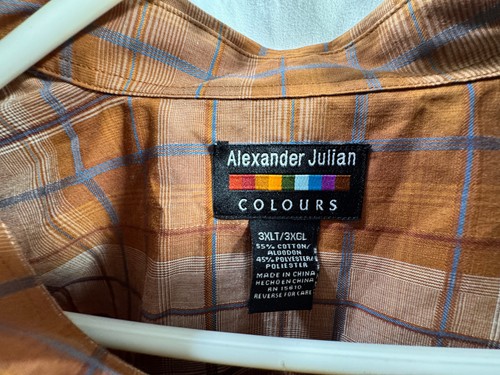 Alexander Julian
COLOURS
3XLT/3XGL
55% COTTON/
ALGODON
45% POLYESTER/
POLIESTER
MADE IN CHINA
HECHO EN CHINA
RN 15610
REVERSE FOR CARE